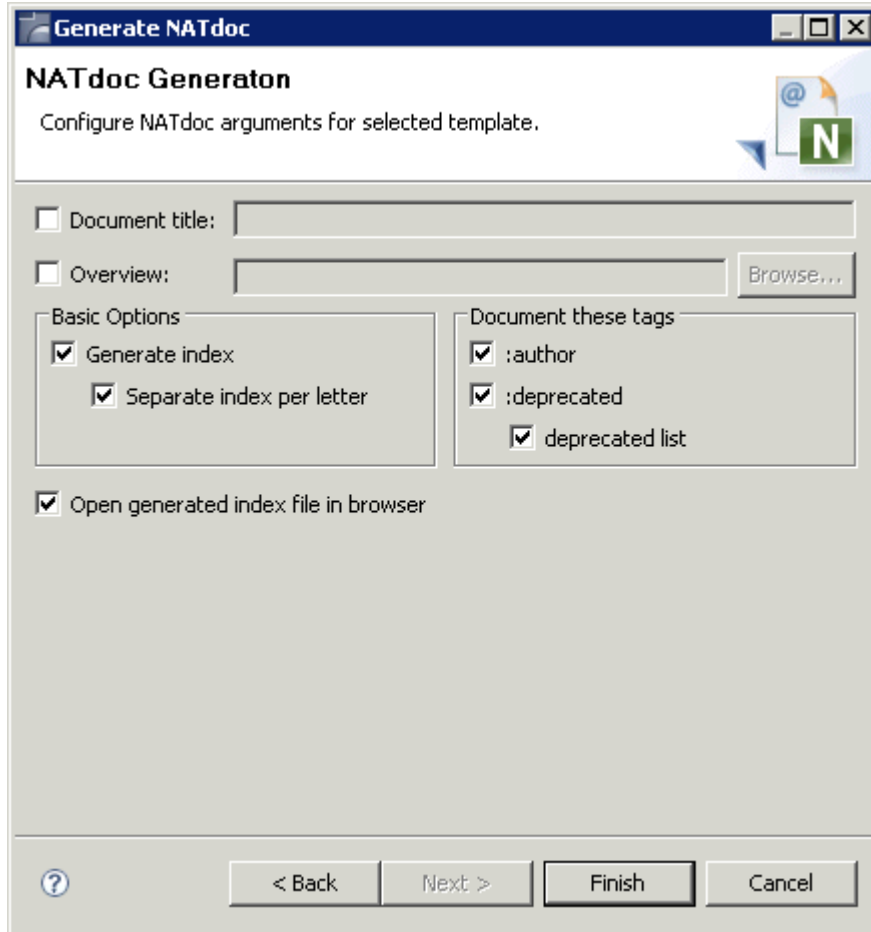 Generate NATdoc
NATdoc Generaton
Configure NATdoc arguments for selected template.
@
N
Document title:
Overview:
Browse...
Basic Options
Generate index
Separate index per letter
Document these tags
:author
:deprecated
deprecated list
Open generated index file in browser
?
< Back
Next >
Finish
Cancel